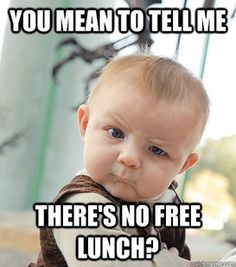 YOU MEAN TO TELL ME
THERE'S NO FREE
LUNCH?